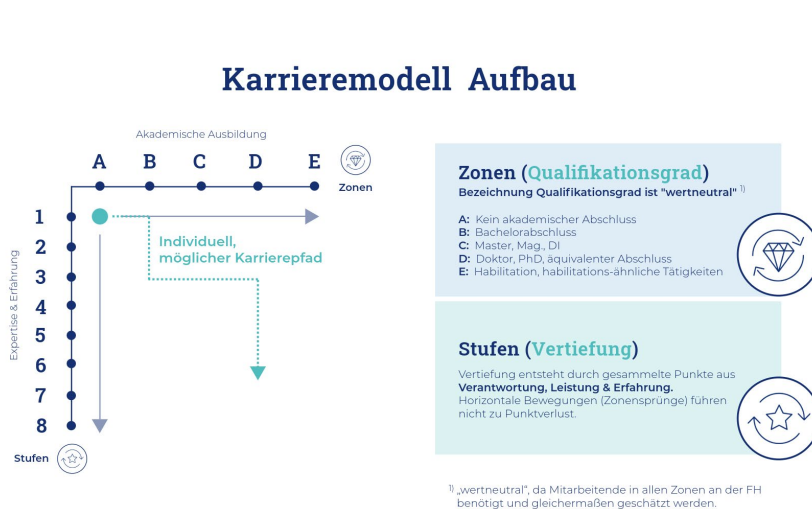 Karrieremodell Aufbau
Akademische Ausbildung
A B C D E
Zonen
1
2
3
4
5
6
7
8
Expertise & Erfahrung
Stufen
Individuell,
möglicher Karrierepfad
Zonen (Qualifikationsgrad)
Bezeichnung Qualifikationsgrad ist "wertneutral" 1)
A: Kein akademischer Abschluss
B: Bachelorabschluss
C: Master, Mag., DI
D: Doktor, PhD, äquivalenter Abschluss
E: Habilitation, habilitations-ähnliche Tätigkeiten
Stufen (Vertiefung)
Vertiefung entsteht durch gesammelte Punkte aus
Verantwortung, Leistung & Erfahrung.
Horizontale Bewegungen (Zonensprünge) führen
nicht zu Punktverlust.
1) „wertneutral“, da Mitarbeitende in allen Zonen an der FH
benötigt und gleichermaßen geschätzt werden.